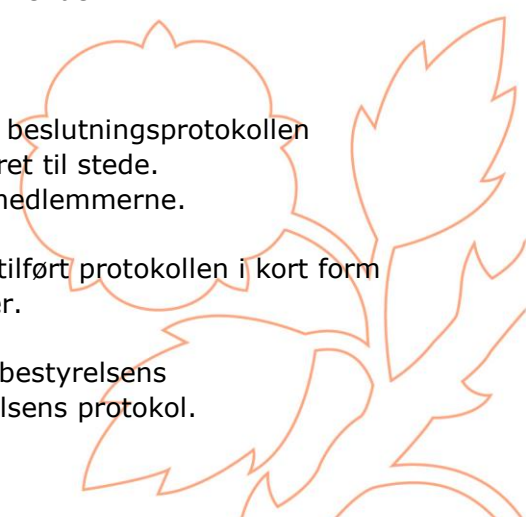 beslutningsprotokollen
ret til stede.
medlemmerne.
tilført protokollen i kort form
er.
bestyrelsens
lsens protokol.